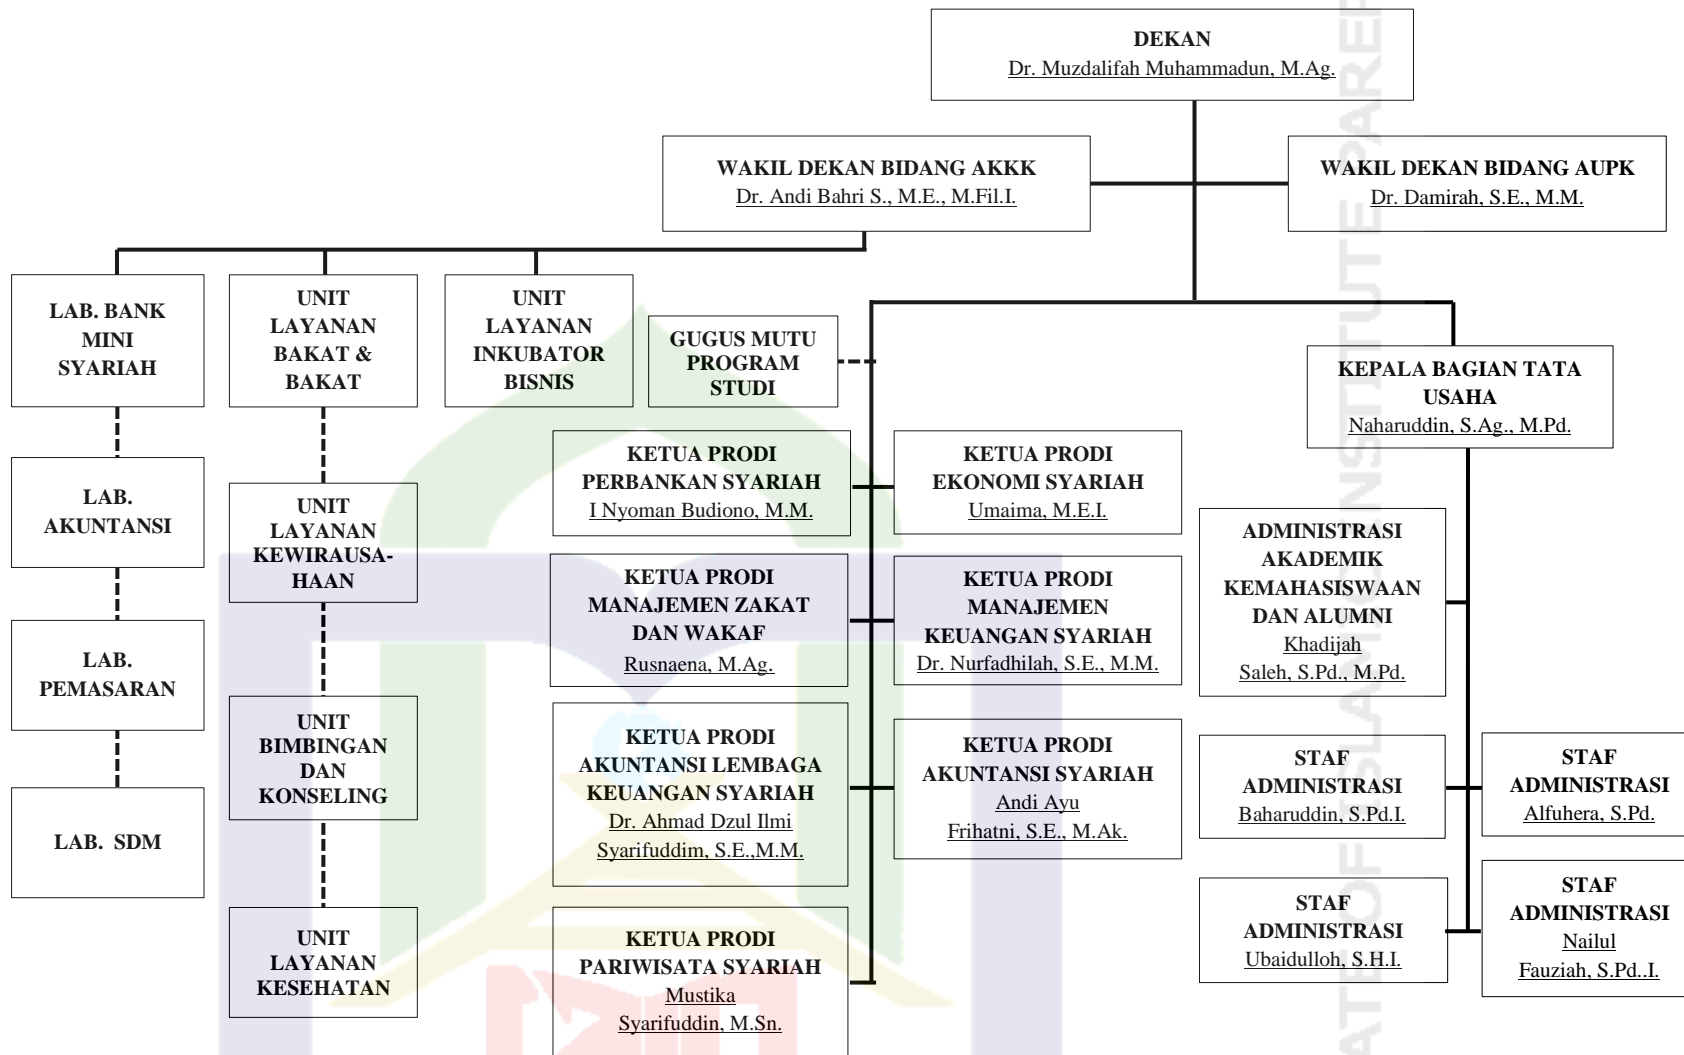 DEKAN
Dr. Muzdalifah Muhammadun, M.Ag.
WAKIL DEKAN BIDANG AKKK
Dr. Andi Bahri S., M.E., M.Fil.I.
WAKIL DEKAN BIDANG AUPK
Dr. Damirah, S.E., M.M.
LAB. BANK
MINI
SYARIAH
UNIT
LAYANAN
BAKAT &
BAKAT
UNIT
LAYANAN
INKUBATOR
BISNIS
GUGUS MUTU
PROGRAM
STUDI
KEPALA BAGIAN TATA
USAHA
Naharuddin, S.Ag., M.Pd.
LAB.
AKUNTANSI
UNIT
LAYANAN
KEWIRAUSA-
HAAN
KETUA PRODI
PERBANKAN SYARIAH
I Nyoman Budiono, M.M.
KETUA PRODI
EKONOMI SYARIAH
Umaima, M.E.I.
ADMINISTRASI
AKADEMIK
KEMAHASISWAAN
DAN ALUMNI
Khadijah
Saleh, S.Pd., M.Pd.
KETUA PRODI
MANAJEMEN ZAKAT
DAN WAKAF
Rusnaena, M.Ag.
KETUA PRODI
MANAJEMEN
KEUANGAN SYARIAH
Dr. Nurfadhilah, S.E., M.M.
LAB.
PEMASARAN
UNIT
BIMBINGAN
DAN
KONSELING
KETUA PRODI
AKUNTANSI LEMBAGA
KEUANGAN SYARIAH
Dr. Ahmad Dzul Ilmi
Syarifuddim, S.E.,M.M.
KETUA PRODI
AKUNTANSI SYARIAH
Andi Ayu
Frihatni, S.E., M.Ak.
STAF
ADMINISTRASI
Baharuddin, S.Pd.I.
STAF
ADMINISTRASI
Alfuhera, S.Pd.
LAB. SDM
UNIT
LAYANAN
KESEHATAN
KETUA PRODI
PARIWISATA SYARIAH
Mustika
Syarifuddin, M.Sn.
STAF
ADMINISTRASI
Ubaidulloh, S.H.I.
STAF
ADMINISTRASI
Nailul
Fauziah, S.Pd..I.
OF ISLAMIC INSTITUTE